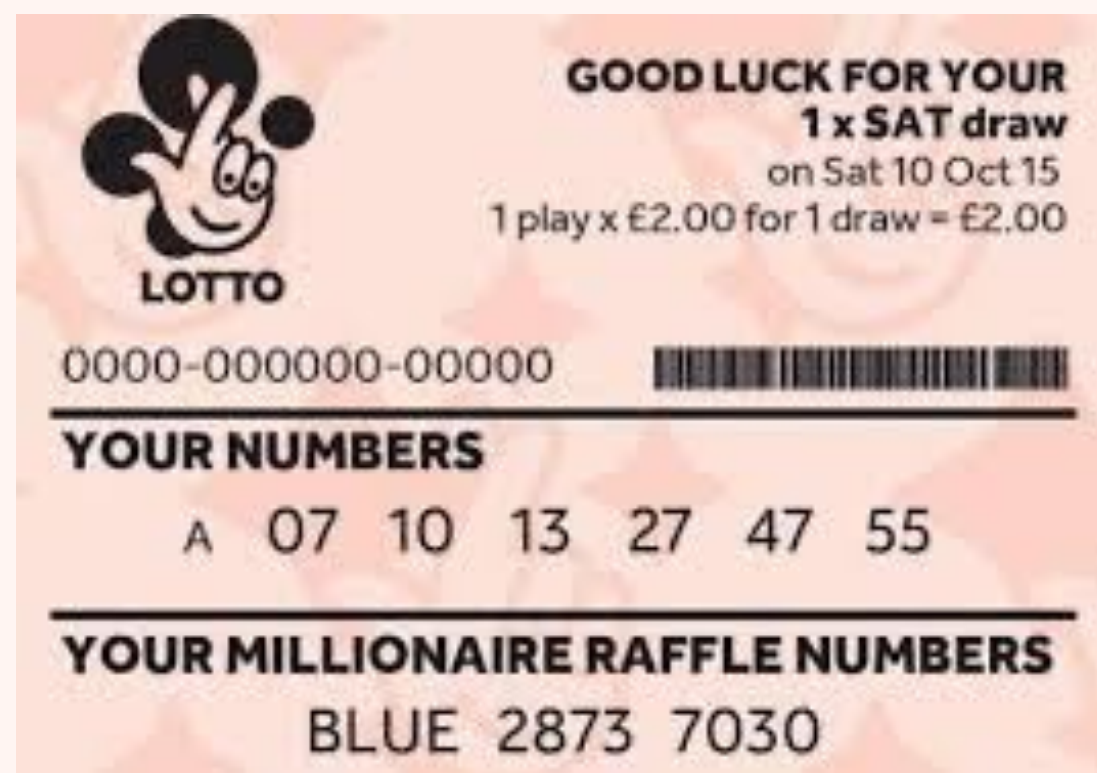 GOOD LUCK FOR YOUR
1 x SAT draw
on Sat 10 Oct 15
1 play x £2.00 for 1 draw = £2.00
LOTTO
0000-000000-00000
YOUR NUMBERS
A 07 10 13 27 47 55
YOUR MILLIONAIRE RAFFLE NUMBERS
BLUE 2873 7030